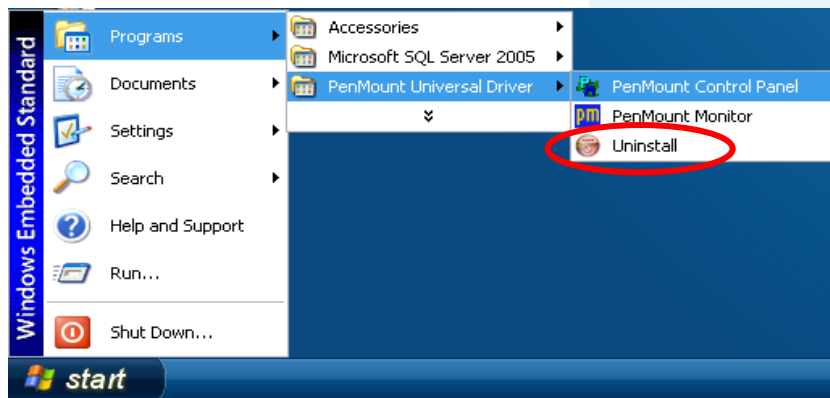 Windows Embedded Standard
Programs
Documents
Settings
Search
Help and Support
Run...
Shut Down...
Accessories
Microsoft SQL Server 2005
PenMount Universal Driver
PenMount Control Panel
pm PenMount Monitor
Uninstall
start